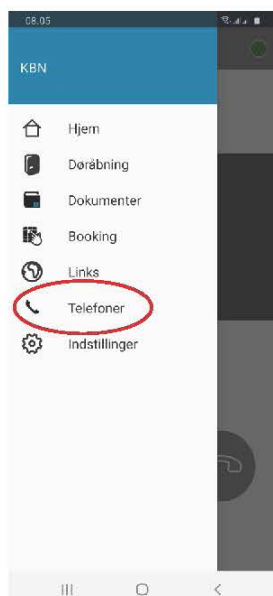 08.05
KBN
Hjem
Døråbning
Dokumenter
Booking
Links
Telefoner
Indstillinger